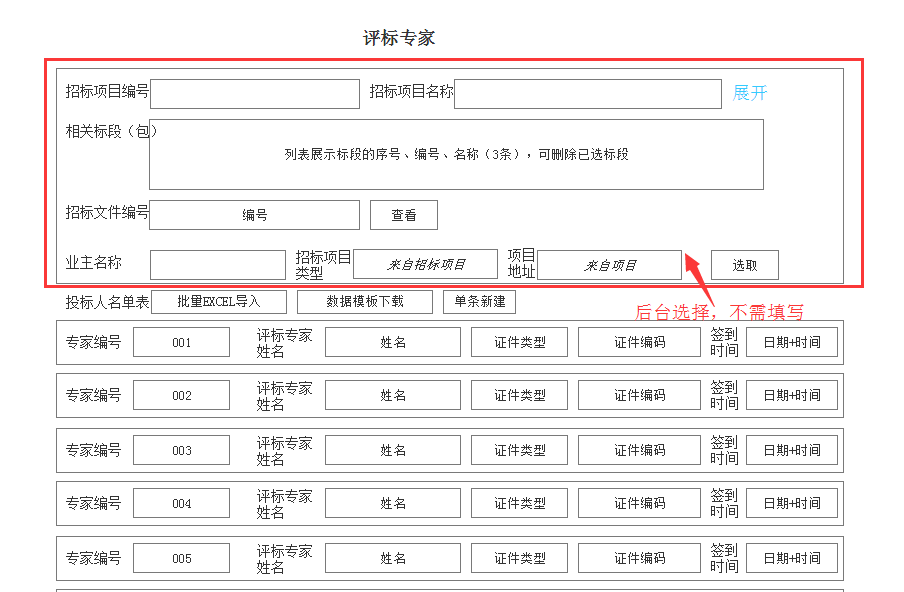 评标专家
招标项目编号 招标项目名称 展开
相关标段（包）
列表展示标段的序号、编号、名称（3条），可删除已选标段
招标文件编号 编号 查看
业主名称 招标项目类型 来自招标项目 项目地址 来自项目 选取
投标人名单表 批量EXCEL导入 数据模板下载 单条新建
后台选择，不需填写
专家编号 001 评标专家姓名 姓名 证件类型 证件编码 签到时间 日期+时间
专家编号 002 评标专家姓名 姓名 证件类型 证件编码 签到时间 日期+时间
专家编号 003 评标专家姓名 姓名 证件类型 证件编码 签到时间 日期+时间
专家编号 004 评标专家姓名 姓名 证件类型 证件编码 签到时间 日期+时间
专家编号 005 评标专家姓名 姓名 证件类型 证件编码 签到时间 日期+时间